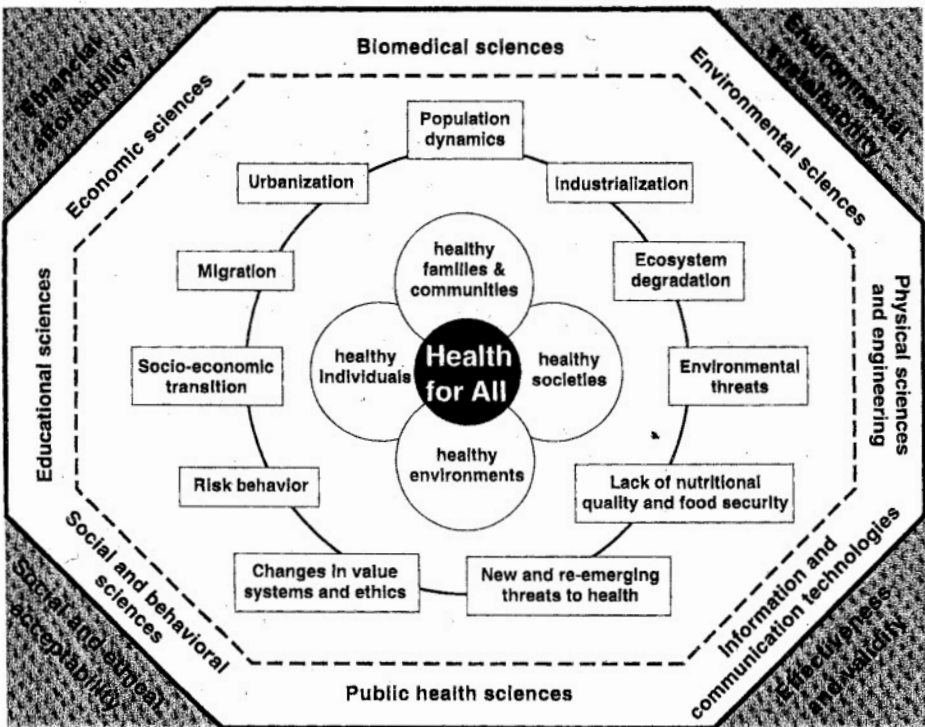 Financial
affordability
Biomedical sciences
Environmental
sustainability
Economic sciences
Environmental sciences
Population
dynamics
Urbanization
Industrialization
healthy
families &
communities
Migration
Ecosystem
degradation
Educational sciences
Physical sciences
and engineering
Socio-economic
transition
healthy
individuals
Health
for All
healthy
societies
Environmental
threats
healthy
environments
Risk behavior
Lack of nutritional
quality and food security
Changes in value
systems and ethics
New and re-emerging
threats to health
Social and behavioral
sciences
Information and
communication technologies
Social and ethical
acceptability
Public health sciences
Effectiveness
and validity